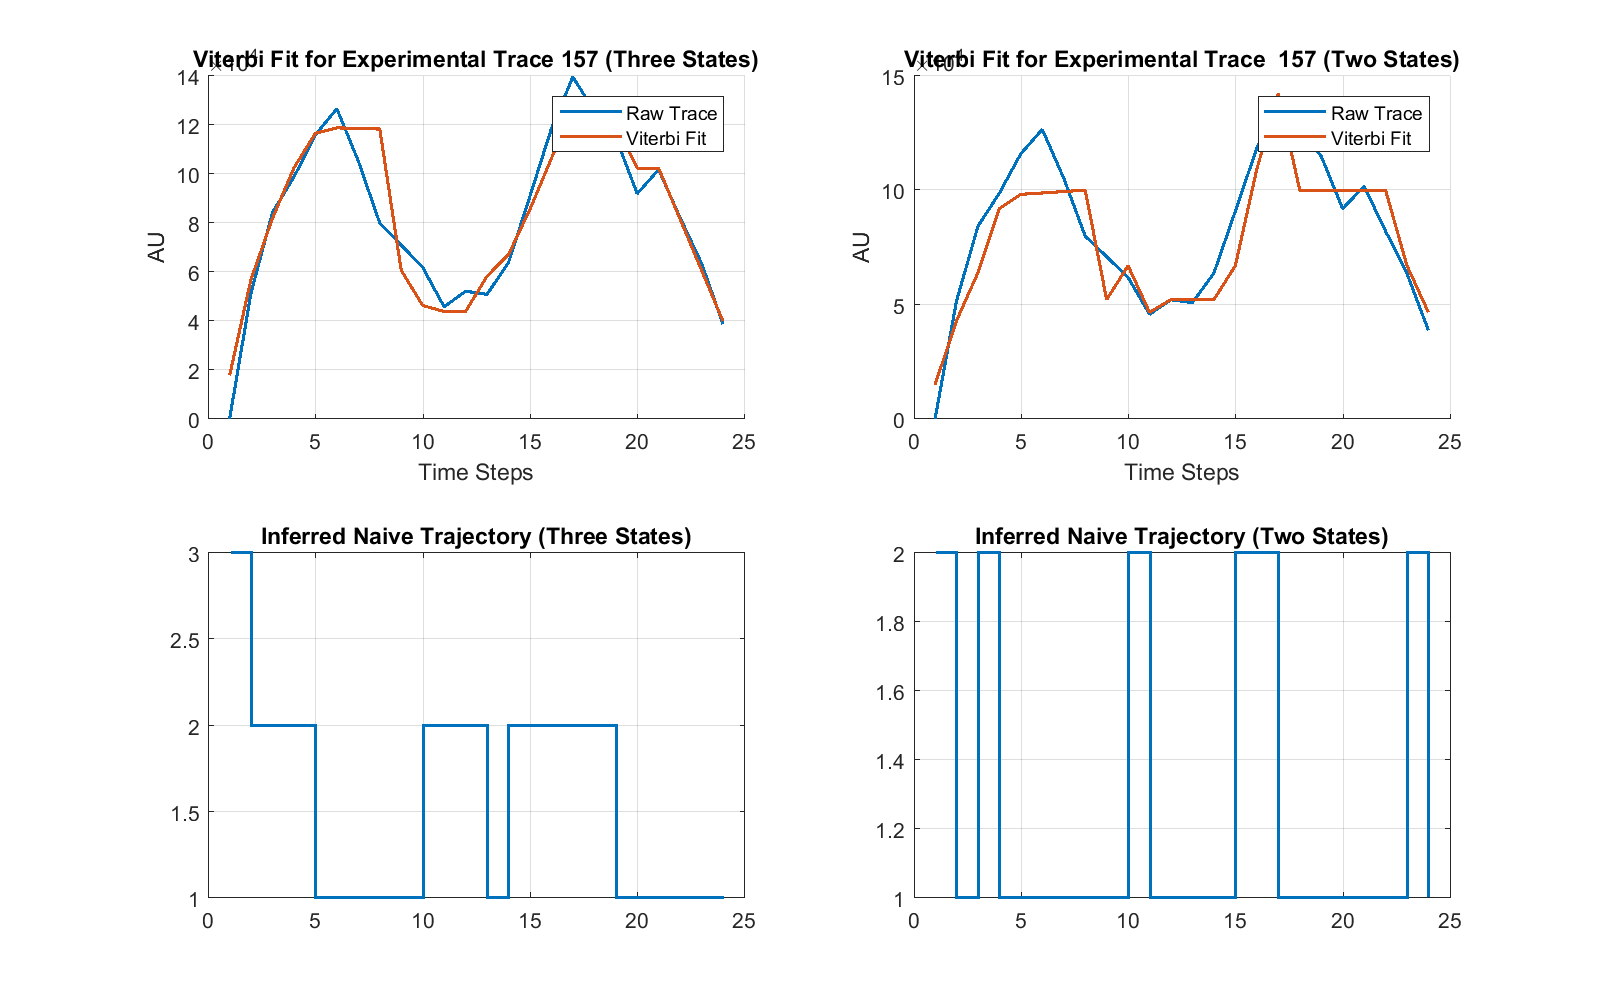 Viterbi Fit for Experimental Trace 157 (Three States)
14
12
10
8
6
4
2
0
AU
0 5 10 15 20 25
Time Steps
Raw Trace
Viterbi Fit
Viterbi Fit for Experimental Trace 157 (Two States)
15
10
5
0
AU
0 5 10 15 20 25
Time Steps
Raw Trace
Viterbi Fit
Inferred Naive Trajectory (Three States)
3
2.5
2
1.5
1
0 5 10 15 20 25
Inferred Naive Trajectory (Two States)
2
1.8
1.6
1.4
1.2
1
0 5 10 15 20 25